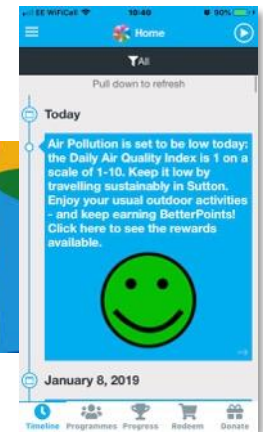 EE WiFiCall 10:40 90%
Home
All
Pull down to refresh
Today
Air Pollution is set to be low today:
the Daily Air Quality Index is 1 on a
scale of 1-10. Keep it low by
travelling sustainably in Sutton.
Enjoy your usual outdoor activities
- and keep earning BetterPoints!
Click here to see the rewards
available.
January 8, 2019
Timeline Programmes Progress Redeem Donate